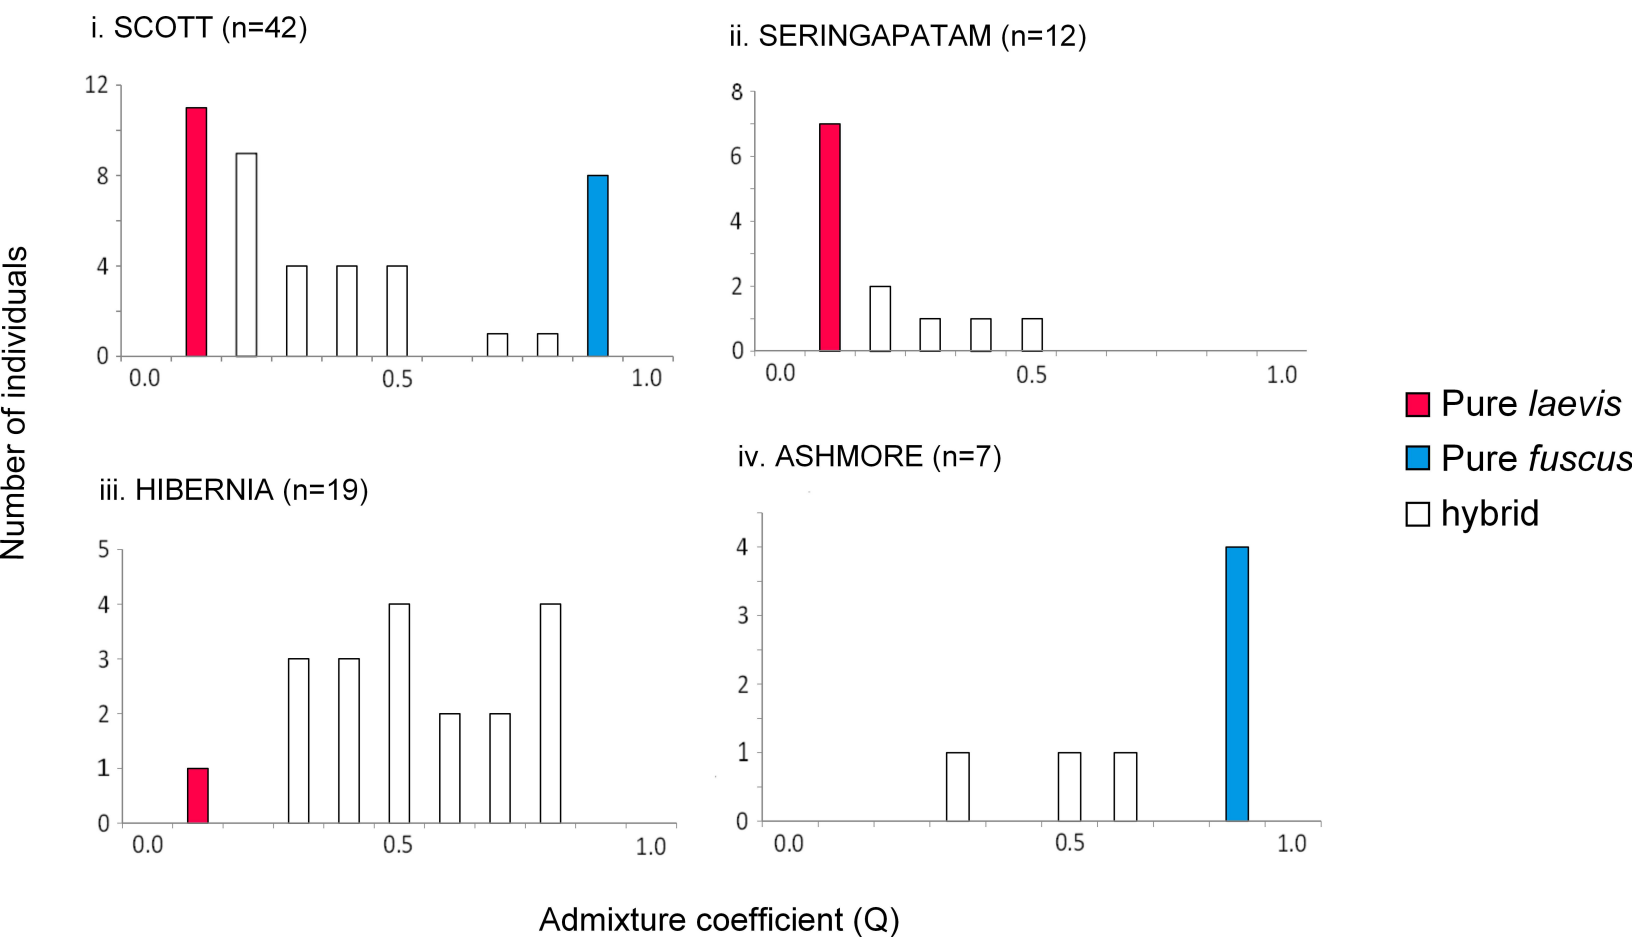 i. SCOTT (n=42)
12
8
4
0
0.0 0.5 1.0
ii. SERINGAPATAM (n=12)
8
6
4
2
0
0.0 0.5 1.0
Number of individuals
iii. HIBERNIA (n=19)
5
4
3
2
1
0
0.0 0.5 1.0
iv. ASHMORE (n=7)
4
3
2
1
0
0.0 0.5 1.0
Pure laevis
Pure fuscus
hybrid
Admixture coefficient (Q)